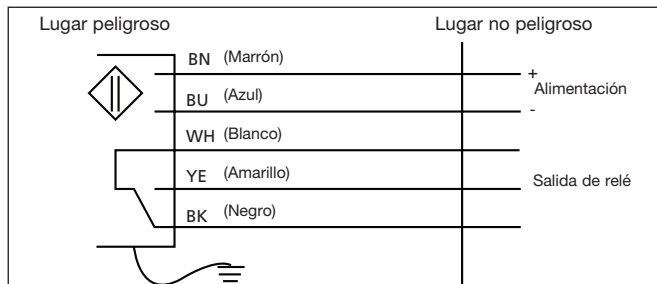 Lugar peligroso
Lugar no peligroso
BN (Marrón)
+
Alimentación
BU (Azul)
-
WH (Blanco)
YE (Amarillo)
Salida de relé
BK (Negro)